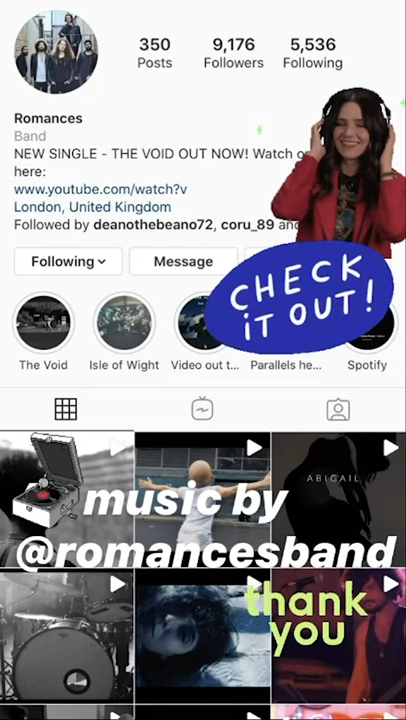 350 9,176 5,536
Posts Followers Following
Romances
Band
NEW SINGLE - THE VOID OUT NOW! Watch
here:
www.youtube.com/watch?v
London, United Kingdom
Followed by deanothebeano72, coru_89 and
Following Message
CHECK
iT OUT!
The Void Isle of Wight Video out t... Parallels he... Spotify
ABIGAIL
music by
@romancesband
thank
you